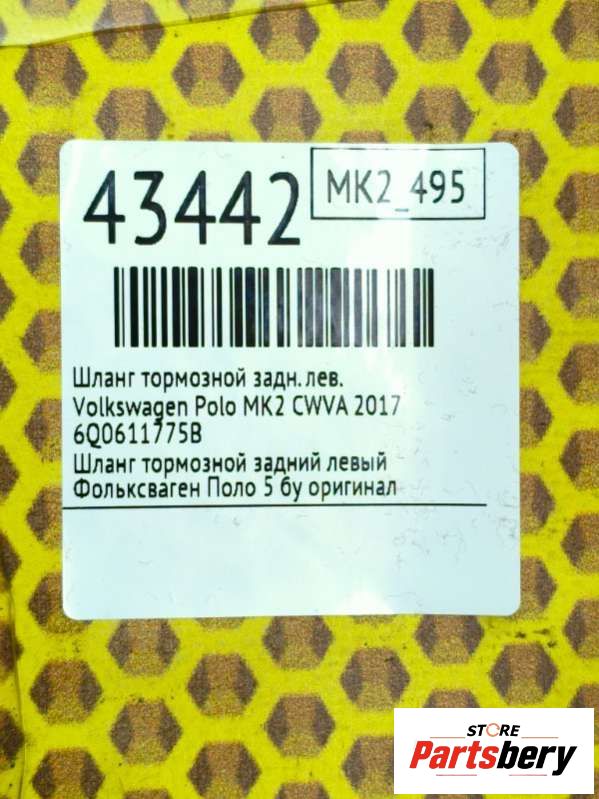 43442
MK2_495
Шланг тормозной задн. лев.
Volkswagen Polo MK2 CWVA 2017
6Q0611775B
Шланг тормозной задний левый
Фольксваген Поло 5 бу оригинал
STORE
Partsbery